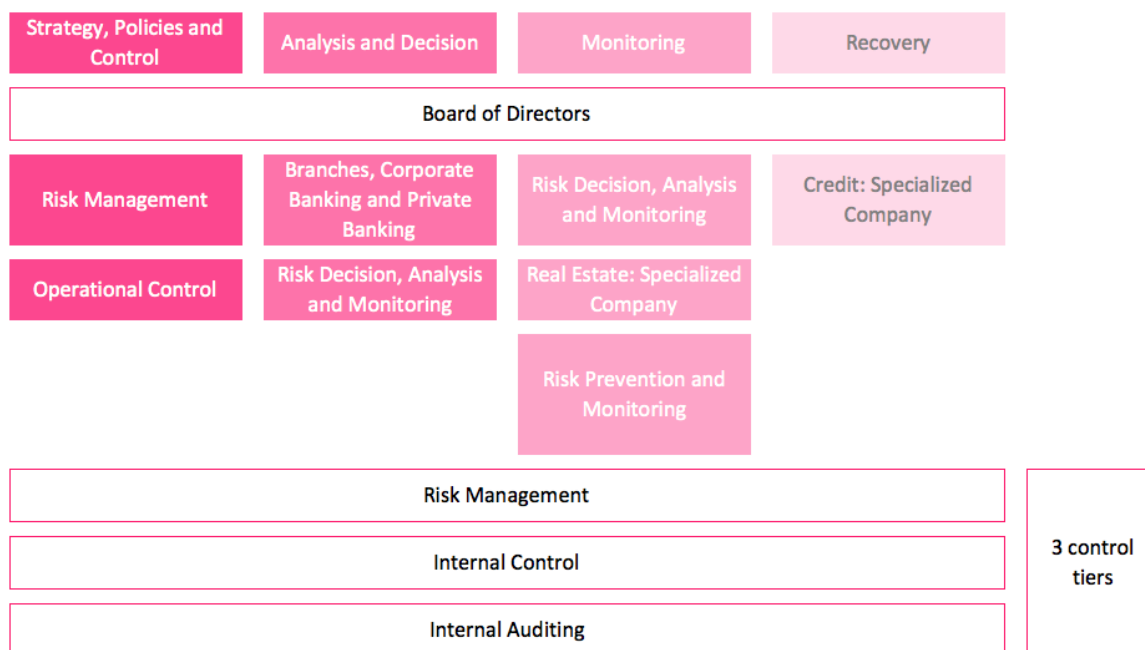 Strategy, Policies and
Control
Analysis and Decision
Monitoring
Recovery
Board of Directors
Risk Management
Branches, Corporate
Banking and Private
Banking
Risk Decision, Analysis
and Monitoring
Credit: Specialized
Company
Operational Control
Risk Decision, Analysis
and Monitoring
Real Estate: Specialized
Company
Risk Prevention and
Monitoring
Risk Management
Internal Control
Internal Auditing
3 control
tiers